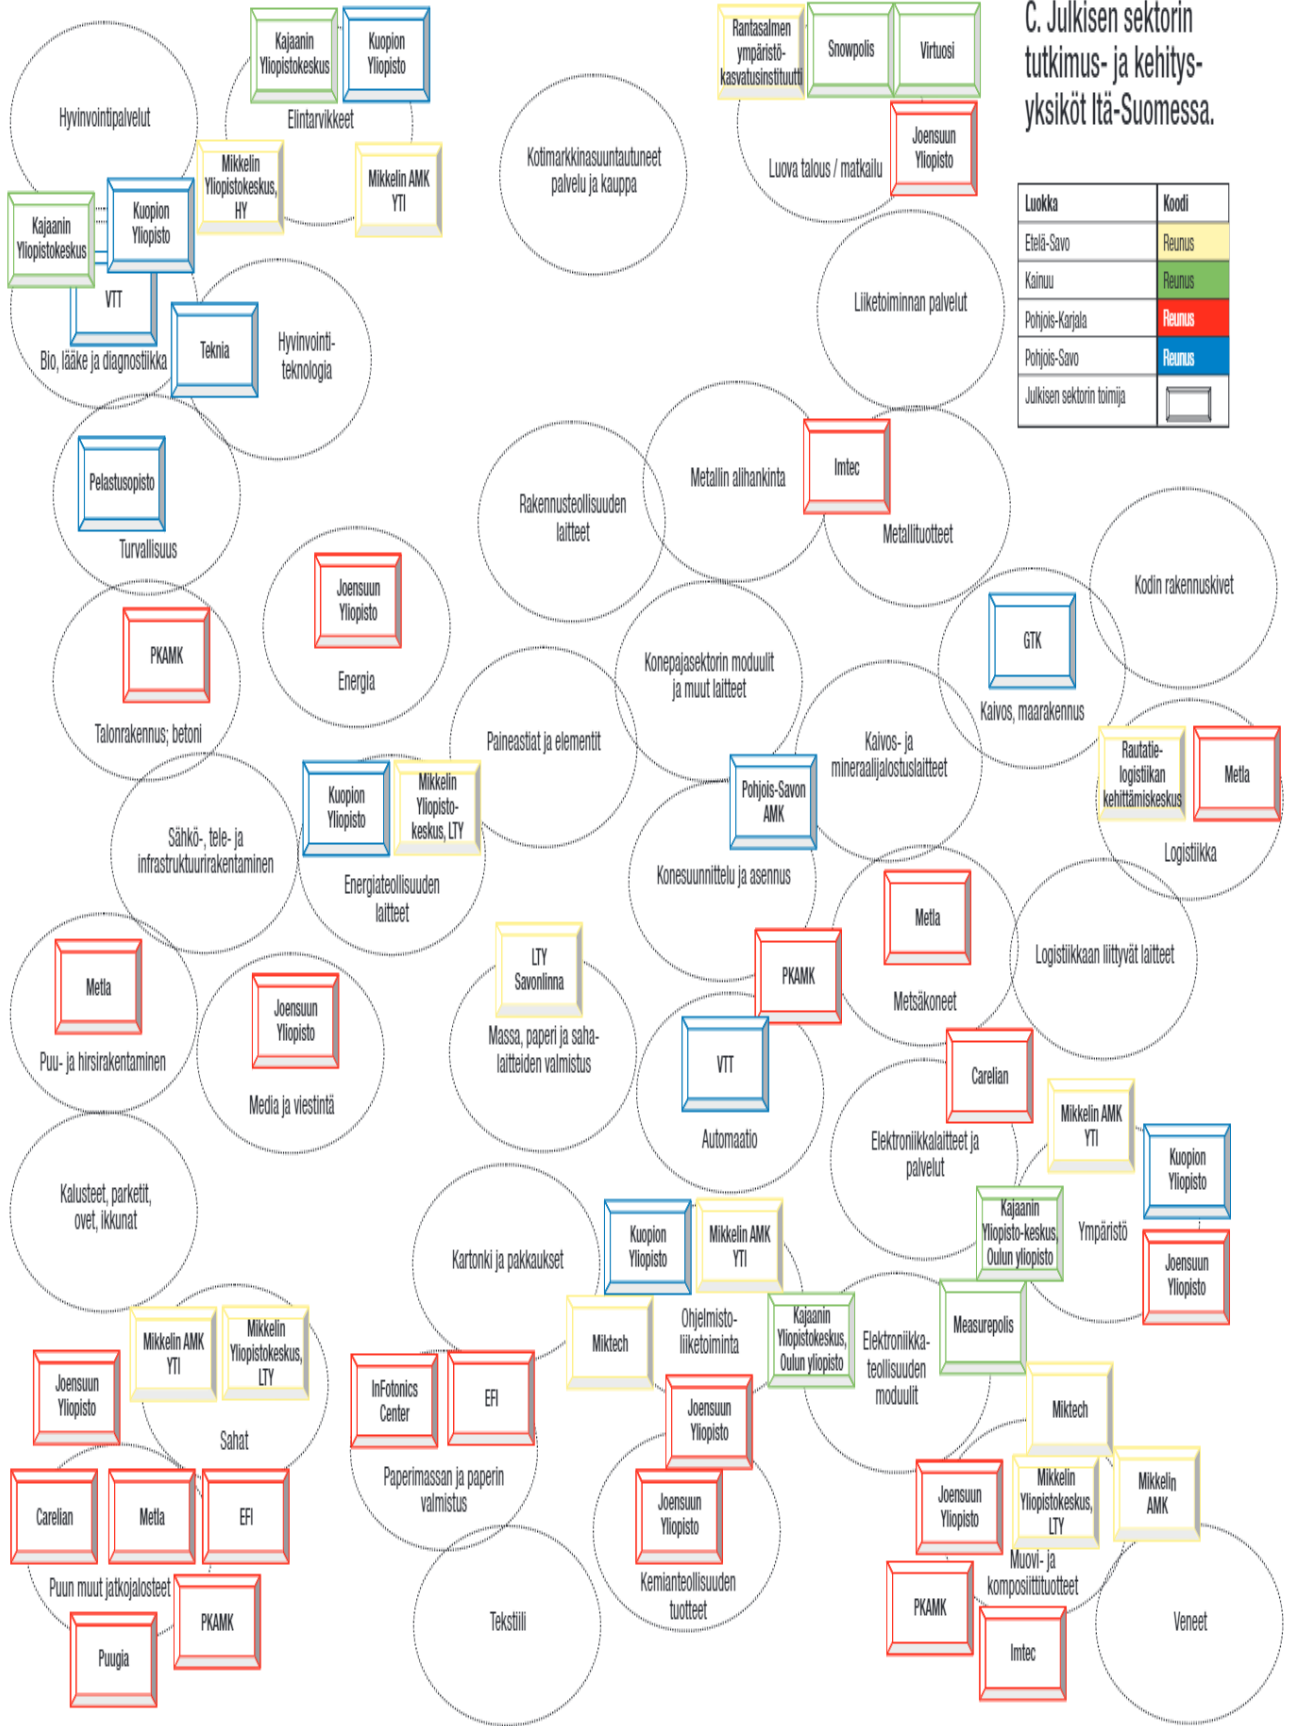 C. Julkisen sektorin
tutkimus- ja kehitys-
yksiköt Itä-Suomessa.
Luokka Koodi
Etelä-Savo Reunus
Kainuu Reunus
Pohjois-Karjala Reunus
Pohjois-Savo Reunus
Julkisen sektorin toimija
Hyvinvointipalvelut
Kajaanin
Yliopistokeskus
Kuopion
Yliopisto
Elintarvikkeet
Mikkelin
Yliopistokeskus,
HY
Mikkelin AMK
YTI
Kotimarkkinasuuntautuneet
palvelu ja kauppa
Rantasalmen
ympäristö-
kasvatusinstituutti
Snowpolis
Virtuosi
Joensuun
Yliopisto
Luova talous / matkailu
Kajaanin
Yliopistokeskus
Kuopion
Yliopisto
VTT
Bio, lääke ja diagnostiikka
Teknia
Hyvinvointi-
teknologia
Liiketoiminnan palvelut
Pelastusopisto
Turvallisuus
Rakennusteollisuuden
laitteet
Metallin alihankinta
Imtec
Metallituotteet
Kodin rakennuskivet
PKAMK
Talonrakennus; betoni
Joensuun
Yliopisto
Energia
Konepajasektorin moduulit
ja muut laitteet
GTK
Kaivos, maarakennus
Paineastiat ja elementit
Kaivos- ja
mineraalijalostuslaitteet
Rautatie-
logistiikan
kehittämiskeskus
Metla
Logistiikka
Sähkö-, tele- ja
infrastruktuurirakentaminen
Kuopion
Yliopisto
Mikkelin
Yliopisto-
keskus, LTY
Energiateollisuuden
laitteet
Pohjois-Savon
AMK
Konesuunnittelu ja asennus
Metla
Metsäkoneet
Logistiikkaan liittyvät laitteet
Metla
Puu- ja hirsirakentaminen
Joensuun
Yliopisto
Media ja viestintä
LTY
Savonlinna
Massa, paperi ja saha-
laitteiden valmistus
PKAMK
VTT
Automaatio
Carelian
Elektroniikkalaitteet ja
palvelut
Mikkelin AMK
YTI
Kuopion
Yliopisto
Ympäristö
Joensuun
Yliopisto
Kajaanin
Yliopisto-keskus,
Oulun yliopisto
Kalusteet, parketit,
ovet, ikkunat
Kartonki ja pakkaukset
Kuopion
Yliopisto
Mikkelin AMK
YTI
Miktech
Ohjelmisto-
liiketoiminta
Kajaanin
Yliopistokeskus,
Oulun yliopisto
Elektroniikka-
teollisuuden
moduulit
Measurepolis
Mikkelin AMK
YTI
Mikkelin
Yliopistokeskus,
LTY
Joensuun
Yliopisto
Sahat
InFotonics
Center
EFI
Paperimassan ja paperin
valmistus
Joensuun
Yliopisto
Joensuun
Yliopisto
Kemianteollisuuden
tuotteet
Miktech
Joensuun
Yliopisto
Mikkelin
Yliopistokeskus,
LTY
Mikkelin
AMK
Muovi- ja
komposiittituotteet
PKAMK
Imtec
Veneet
Carelian
Metla
EFI
Puun muut jatkojalosteet
PKAMK
Puugia
Tekstiili